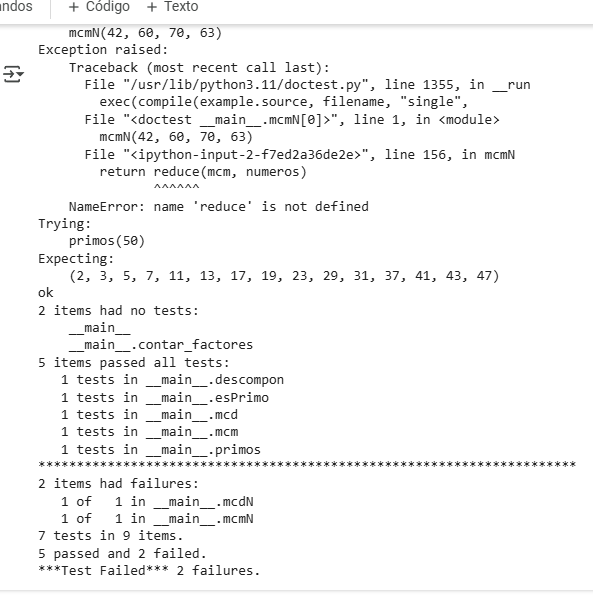 ndos + Código + Texto
mcmN(42, 60, 70, 63)
Exception raised:
Traceback (most recent call last):
File "/usr/lib/python3.11/doctest.py", line 1355, in __run
exec(compile(example.source, filename, "single",
File "<doctest __main__.mcmN[0]>", line 1, in <module>
mcmN(42, 60, 70, 63)
File "<ipython-input-2-f7ed2a36de2e>", line 156, in mcmN
return reduce(mcm, numeros)
^^^^^^
NameError: name 'reduce' is not defined
Trying:
primos(50)
Expecting:
(2, 3, 5, 7, 11, 13, 17, 19, 23, 29, 31, 37, 41, 43, 47)
ok
2 items had no tests:
__main__
__main__.contar_factores
5 items passed all tests:
1 tests in __main__.descompon
1 tests in __main__.esPrimo
1 tests in __main__.mcd
1 tests in __main__.mcm
1 tests in __main__.primos
**********************************************************************
2 items had failures:
1 of   1 in __main__.mcdN
1 of   1 in __main__.mcmN
7 tests in 9 items.
5 passed and 2 failed.
***Test Failed*** 2 failures.